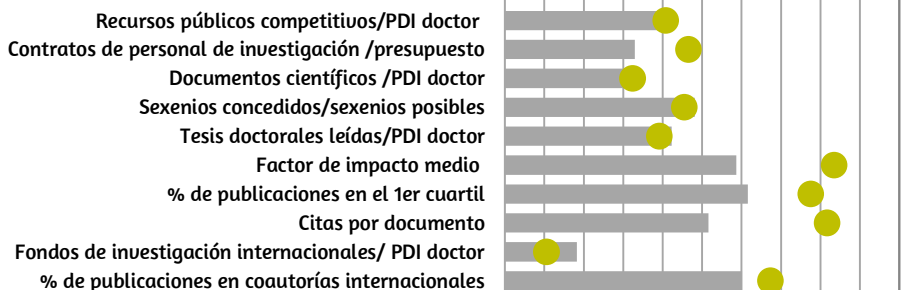 Recursos públicos competitivos/PDI doctor
Contratos de personal de investigación /presupuesto
Documentos científicos /PDI doctor
Sexenios concedidos/sexenios posibles
Tesis doctorales leídas/PDI doctor
Factor de impacto medio
% de publicaciones en el 1er cuartil
Citas por documento
Fondos de investigación internacionales/ PDI doctor
% de publicaciones en coautorías internacionales